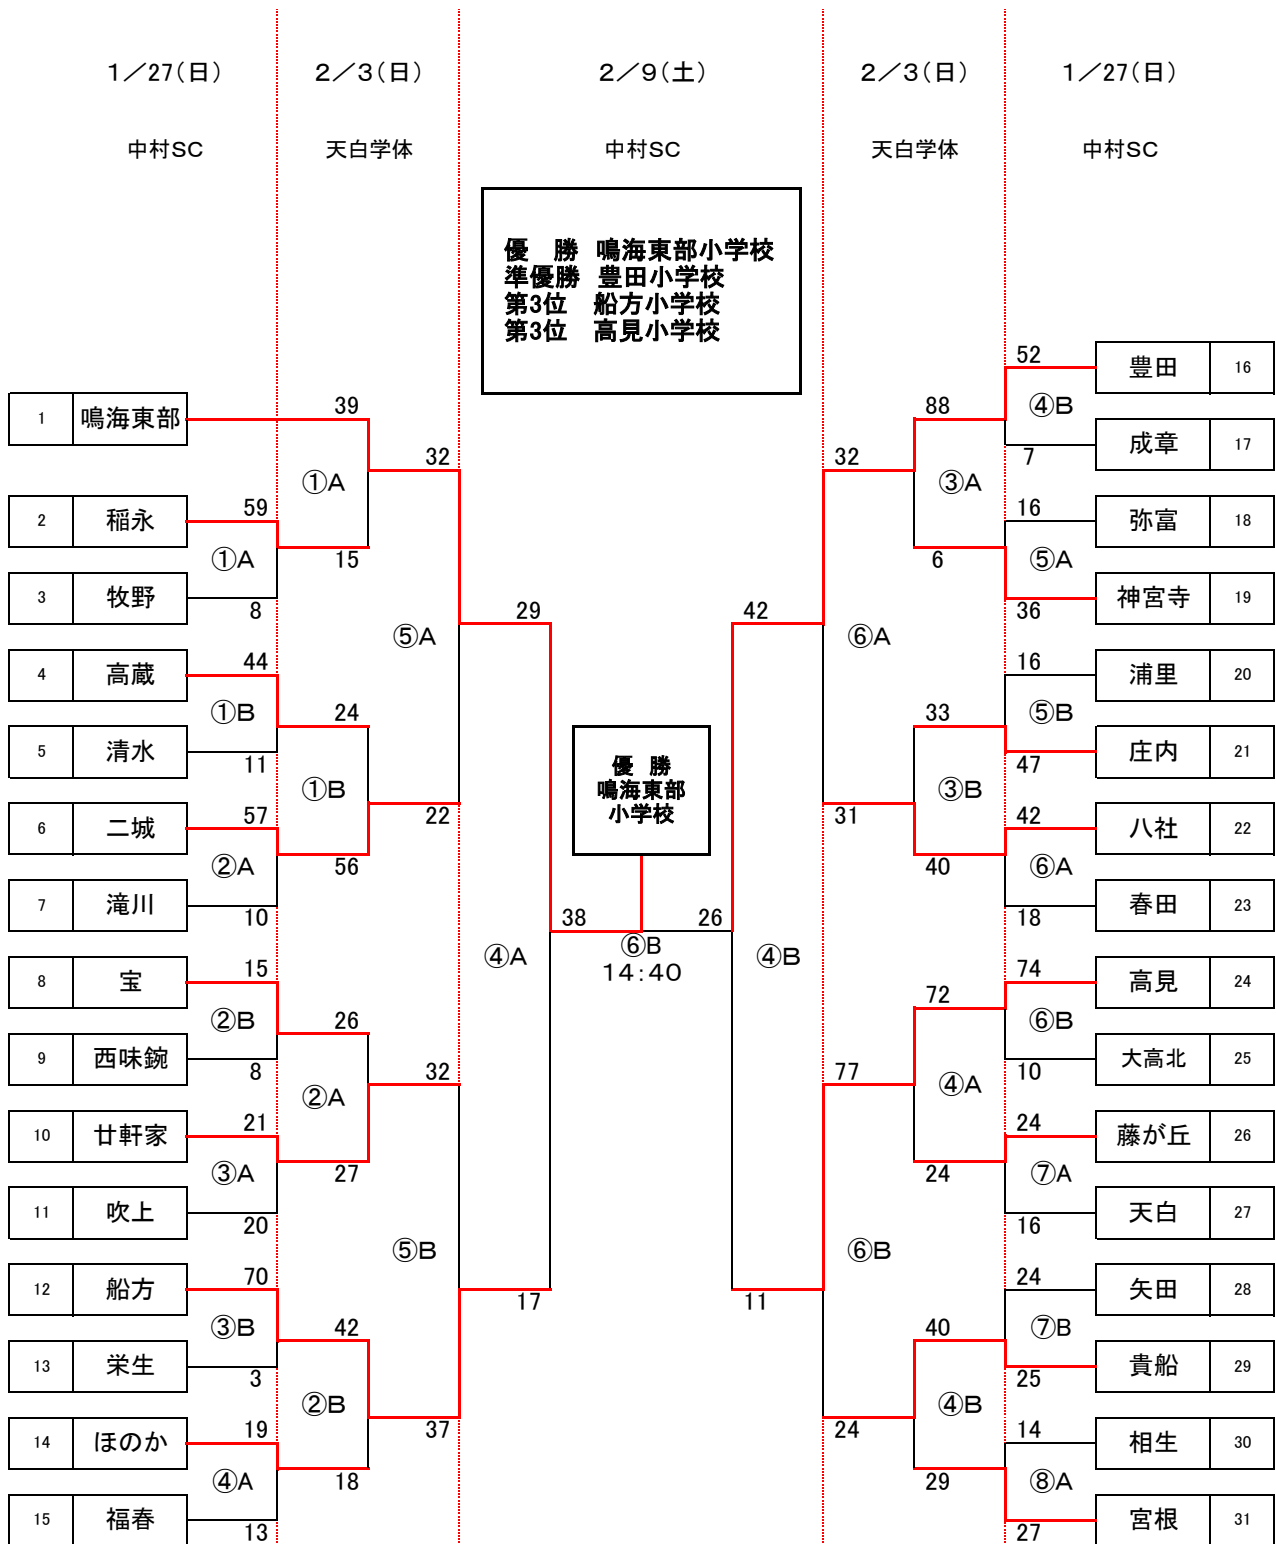 1／27(日)
2／3(日)
2／9(土)
2／3(日)
1／27(日)
中村SC
天白学体
中村SC
天白学体
中村SC
優　勝　鳴海東部小学校
準優勝　豊田小学校
第3位　船方小学校
第3位　高見小学校
1 鳴海東部
39
①A
32
2 稲永
59
①A
15
3 牧野
8
⑤A
29
4 高蔵
44
①B
24
5 清水
11
①B
22
6 二城
57
②A
56
7 滝川
10
④A
38
8 宝
15
②B
26
9 西味鋺
8
②A
32
10 廿軒家
21
③A
27
11 吹上
20
⑤B
17
12 船方
70
③B
42
13 栄生
3
②B
37
14 ほのか
19
④A
18
15 福春
13
優　勝
鳴海東部
小学校
⑥B
14:40
52
豊田 16
88
④B
成章 17
7
32
③A
16
弥富 18
⑤A
6
神宮寺 19
36
42
⑥A
16
浦里 20
33
⑤B
庄内 21
47
③B
31
42
八社 22
40
⑥A
春田 23
18
26
④B
74
高見 24
72
⑥B
大高北 25
10
77
④A
24
藤が丘 26
24
⑦A
天白 27
16
⑥B
11
24
矢田 28
40
⑦B
貴船 29
25
④B
24
14
相生 30
29
⑧A
宮根 31
27